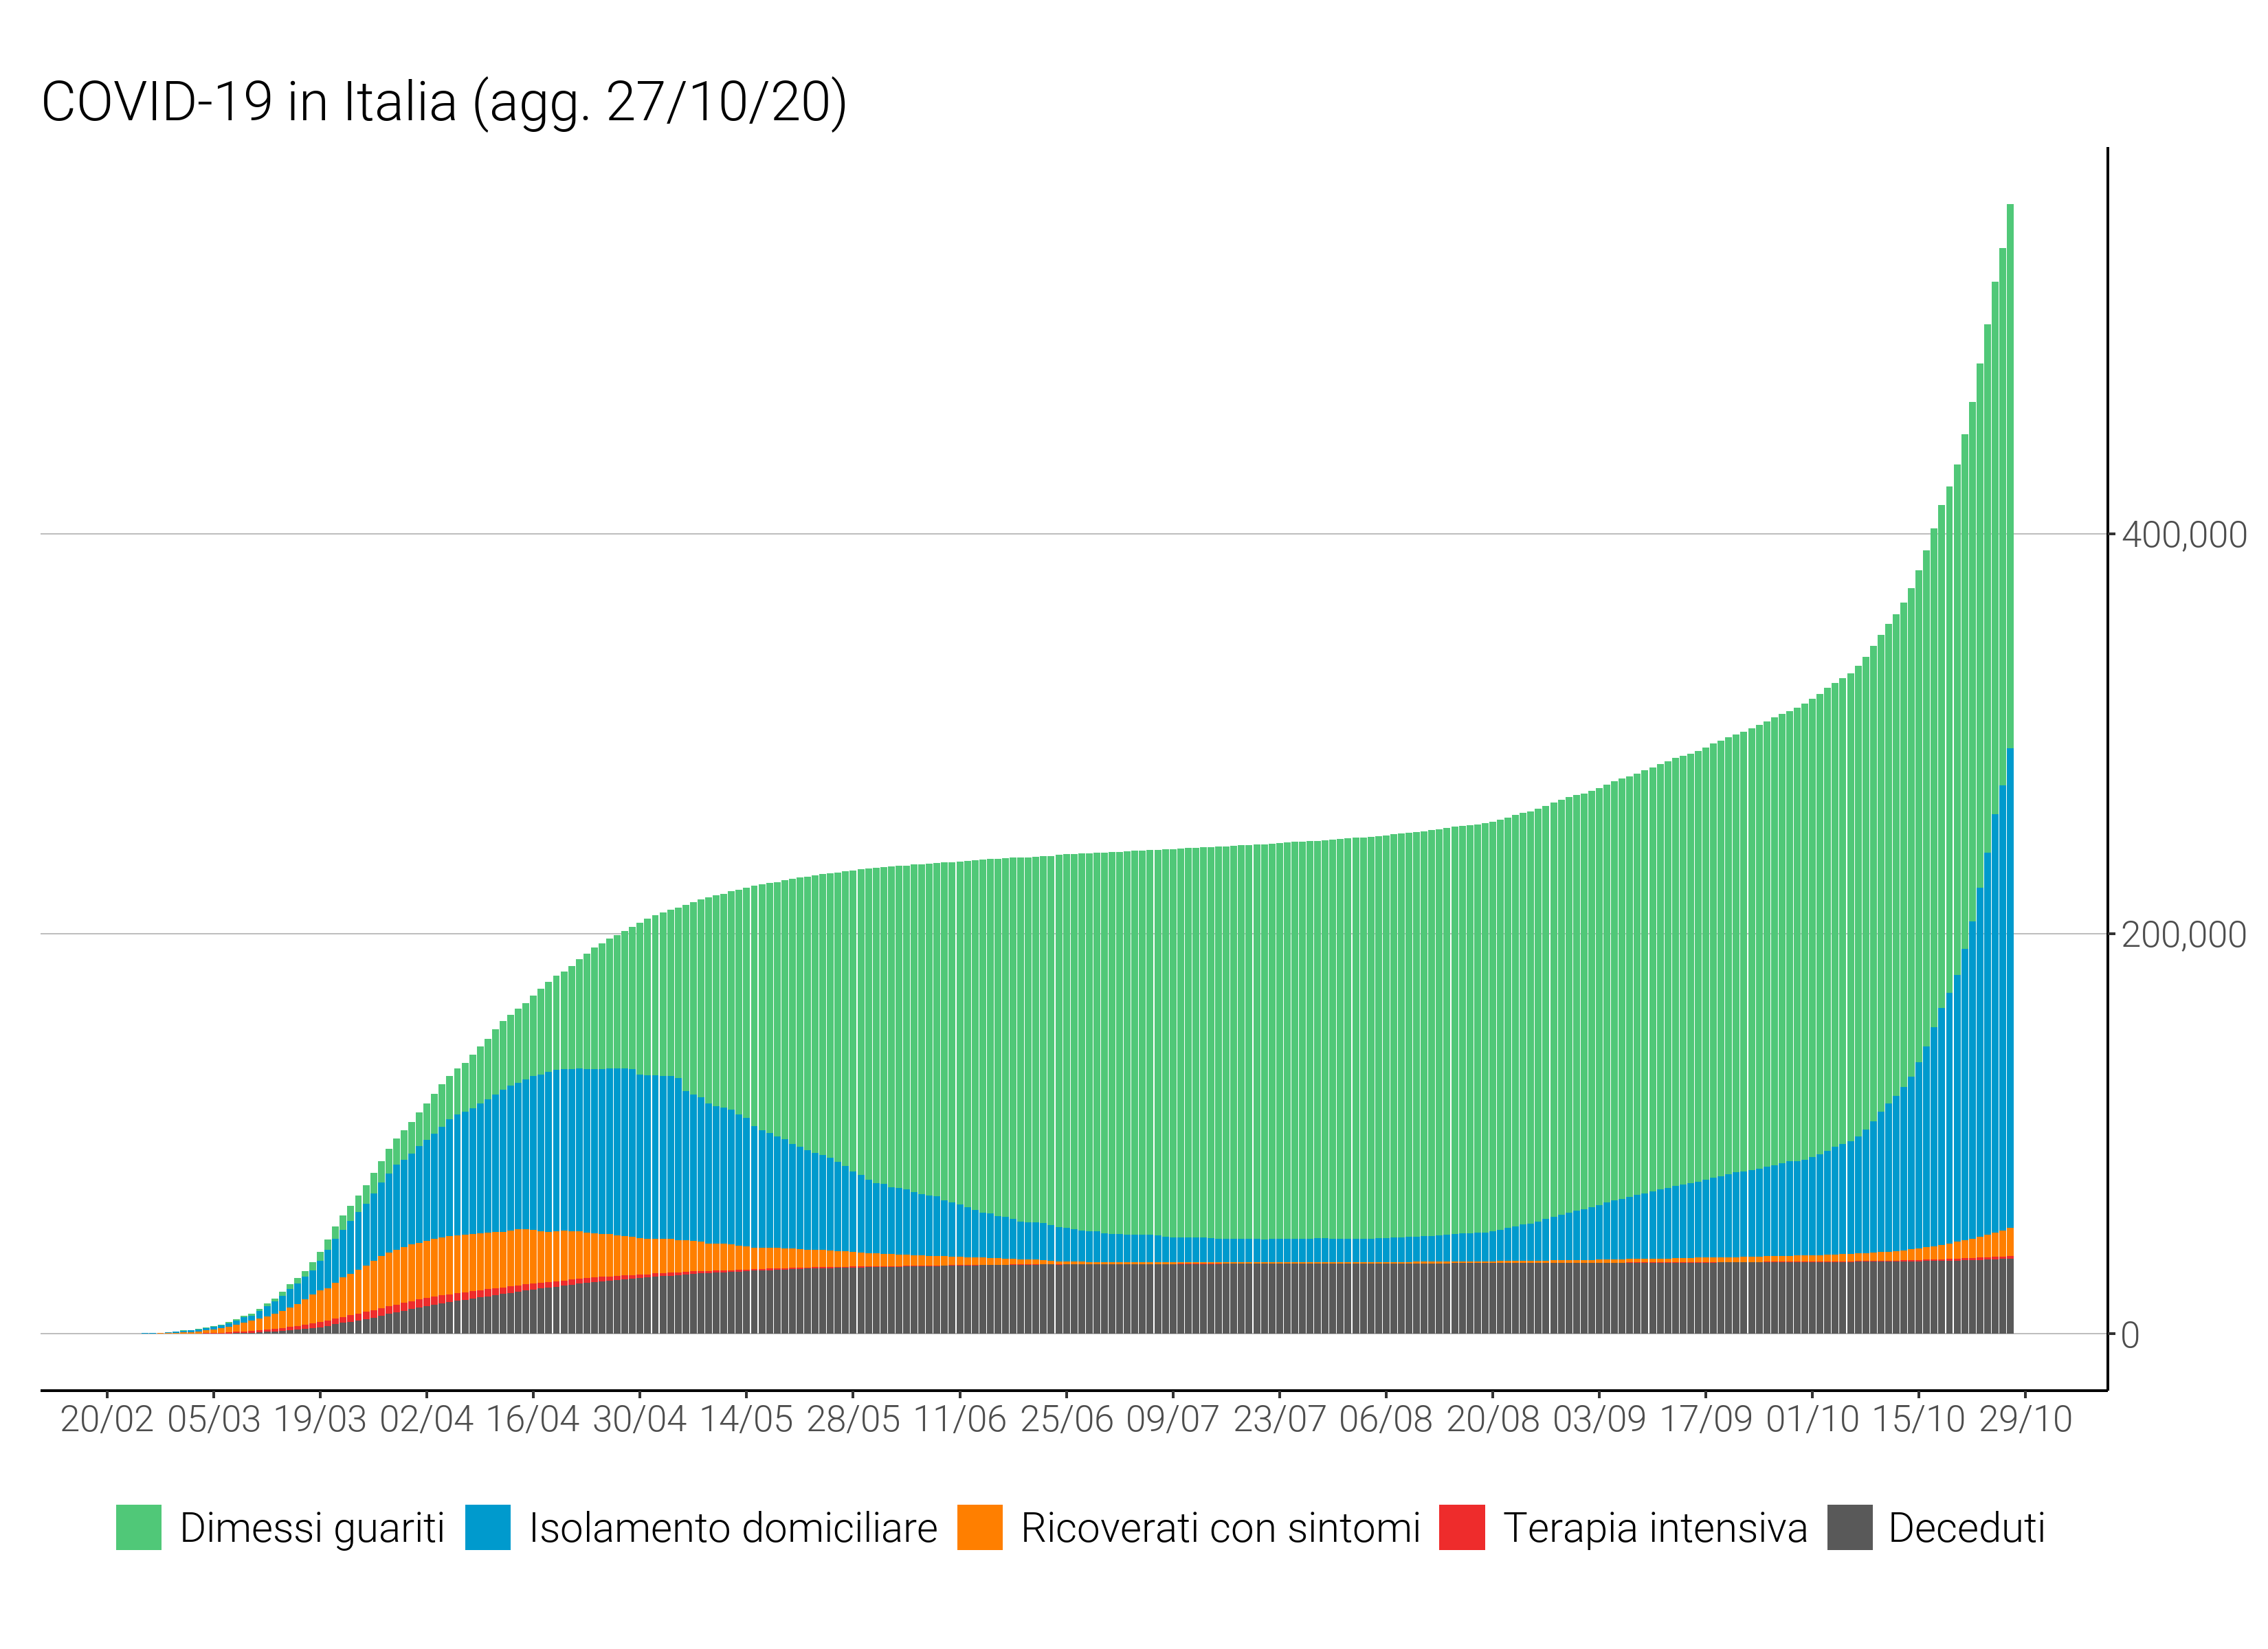 COVID-19 in Italia (agg. 27/10/20)
400,000
200,000
0
20/02 05/03 19/03 02/04 16/04 30/04 14/05 28/05 11/06 25/06 09/07 23/07 06/08 20/08 03/09 17/09 01/10 15/10 29/10
Dimessi guariti Isolamento domiciliare Ricoverati con sintomi Terapia intensiva Deceduti